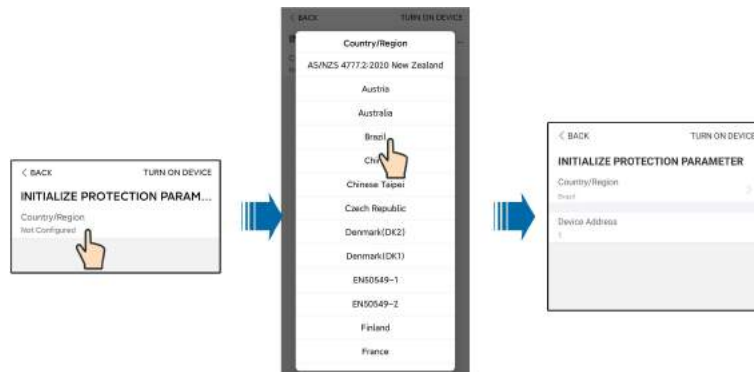 < BACK TURN ON DEVICE
INITIALIZE PROTECTION PARAM...
Country/Region
Not Configured
< BACK TURN ON DEVICE
Country/Region
AS/NZS 4777.2:2020 New Zealand
Austria
Australia
Brazil
Chi
Chinese Taipei
Czech Republic
Denmark(DK2)
Denmark(DK1)
EN50549-1
EN50549-2
Finland
France
< BACK TURN ON DEVICE
INITIALIZE PROTECTION PARAMETER
Country/Region
Brazil
Device Address
1